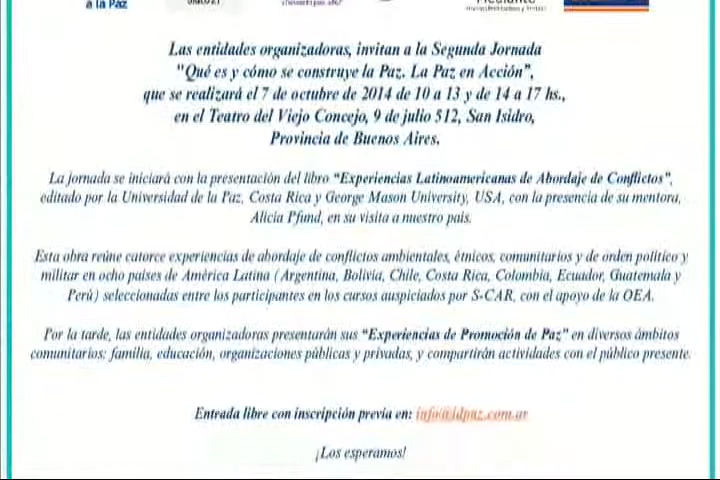 a la Paz
Las entidades organizadoras, invitan a la Segunda Jornada
"Qué es y cómo se construye la Paz. La Paz en Acción",
que se realizará el 7 de octubre de 2014 de 10 a 13 y de 14 a 17 hs.,
en el Teatro del Viejo Concejo, 9 de julio 512, San Isidro,
Provincia de Buenos Aires.
La jornada se iniciará con la presentación del libro "Experiencias Latinoamericanas de Abordaje de Conflictos",
editado por la Universidad de la Paz, Costa Rica y George Mason University, USA, con la presencia de su mentora,
Alicia Pfund, en su visita a nuestro país.
Esta obra reúne catorce experiencias de abordaje de conflictos ambientales, étnicos, comunitarios y de orden político y
militar en ocho países de América Latina (Argentina, Bolivia, Chile, Costa Rica, Colombia, Ecuador, Guatemala y
Perú) seleccionadas entre los participantes en los cursos auspiciados por S-CAR, con el apoyo de la OEA.
Por la tarde, las entidades organizadoras presentarán sus "Experiencias de Promoción de Paz" en diversos ámbitos
comunitarios: familia, educación, organizaciones públicas y privadas, y compartirán actividades con el público presente.
Entrada libre con inscripción previa en: info@idpaz.com.ar
¡Los esperamos!